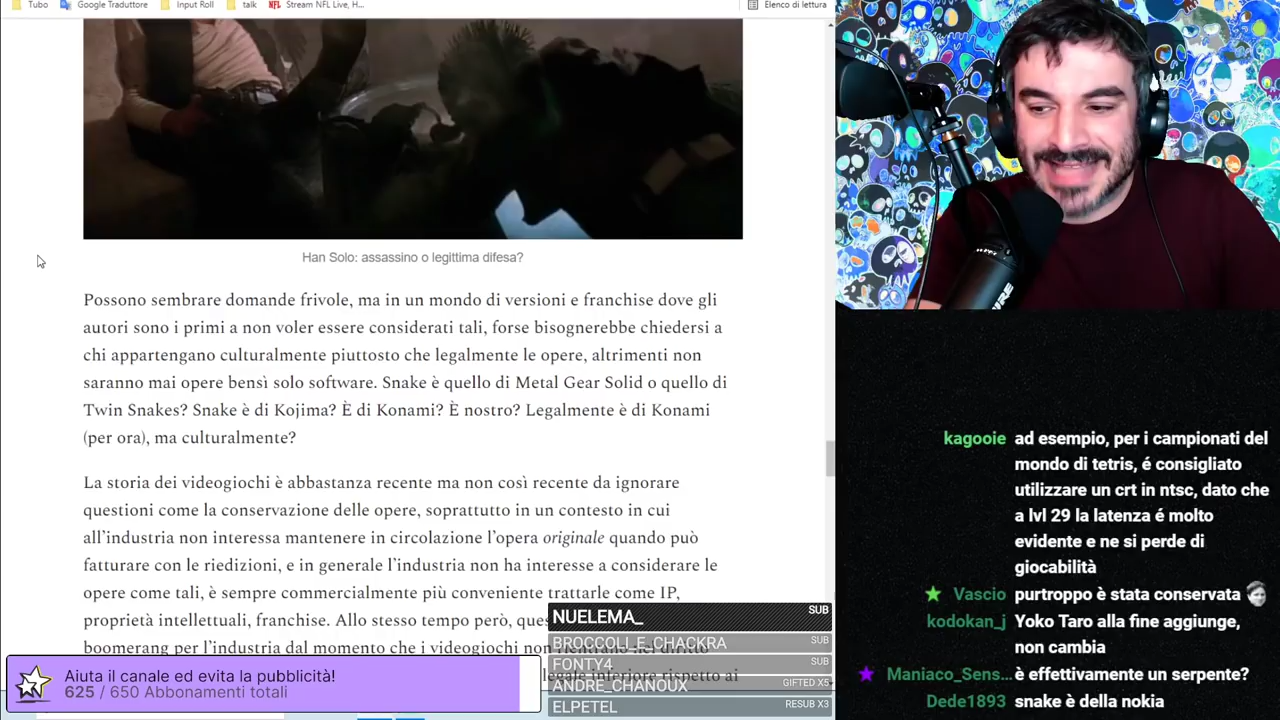 Tubo
Google Traduttore
Input Roll
talk
Stream NFL Live, H...
Elenco di lettura
Han Solo: assassino o legittima difesa?
Possono sembrare domande frivole, ma in un mondo di versioni e franchise dove gli
autori sono i primi a non voler essere considerati tali, forse bisognerebbe chiedersi a
chi appartengano culturalmente piuttosto che legalmente le opere, altrimenti non
saranno mai opere bensì solo software. Snake è quello di Metal Gear Solid o quello di
Twin Snakes? Snake è di Kojima? È di Konami? È nostro? Legalmente è di Konami
(per ora), ma culturalmente?
La storia dei videogiochi è abbastanza recente ma non così recente da ignorare
questioni come la conservazione delle opere, soprattutto in un contesto in cui
all'industria non interessa mantenere in circolazione l'opera originale quando può
fatturare con le riedizioni, e in generale l'industria non ha interesse a considerare le
opere come tali, è sempre commercialmente più conveniente trattarle come IP,
proprietà intellettuali, franchise. Allo stesso tempo però,
boomerang per l'industria dal momento che i videogiochi non
legale inferiore rispetto ai
Aiuta il canale ed evita la pubblicità!
625 / 650 Abbonamenti totali
NUELEMA_ SUB
BROCCOLI_E_CHACKRA SUB
FONTY4 SUB
ANDRE_CHANOUX GIFTED X5
ELPETEL RESUB X3
kagooie ad esempio, per i campionati del
mondo di tetris, é consigliato
utilizzare un crt in ntsc, dato che
a lvl 29 la latenza é molto
evidente e ne si perde di
giocabilità
Vascio purtroppo è stata conservata
kodokan_j Yoko Taro alla fine aggiunge,
non cambia
Maniaco_Sens... è effettivamente un serpente?
Dede1893 snake è della nokia